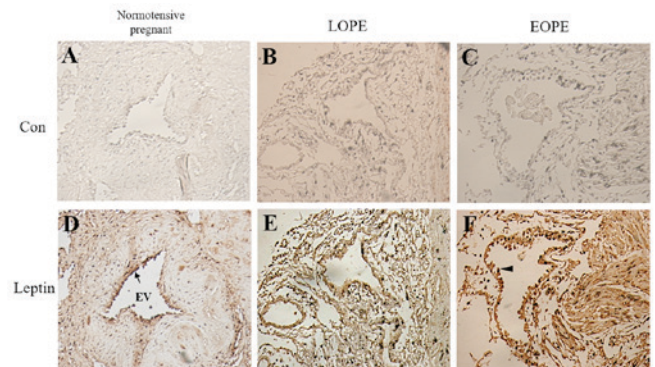 Normotensive
pregnant
LOPE
EOPE
A
B
C
Con
D
E
F
EV
Leptin